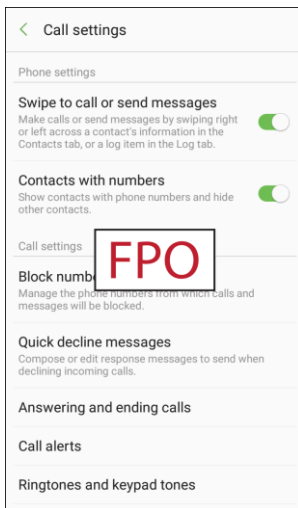 Call settings
Phone settings
Swipe to call or send messages
Make calls or send messages by swiping right
or left across a contact's information in the
Contacts tab, or a log item in the Log tab.
Contacts with numbers
Show contacts with phone numbers and hide
other contacts.
Call settings
FPO
Block numbe
Manage the phone numbers from which calls and
messages will be blocked.
Quick decline messages
Compose or edit response messages to send when
declining incoming calls.
Answering and ending calls
Call alerts
Ringtones and keypad tones